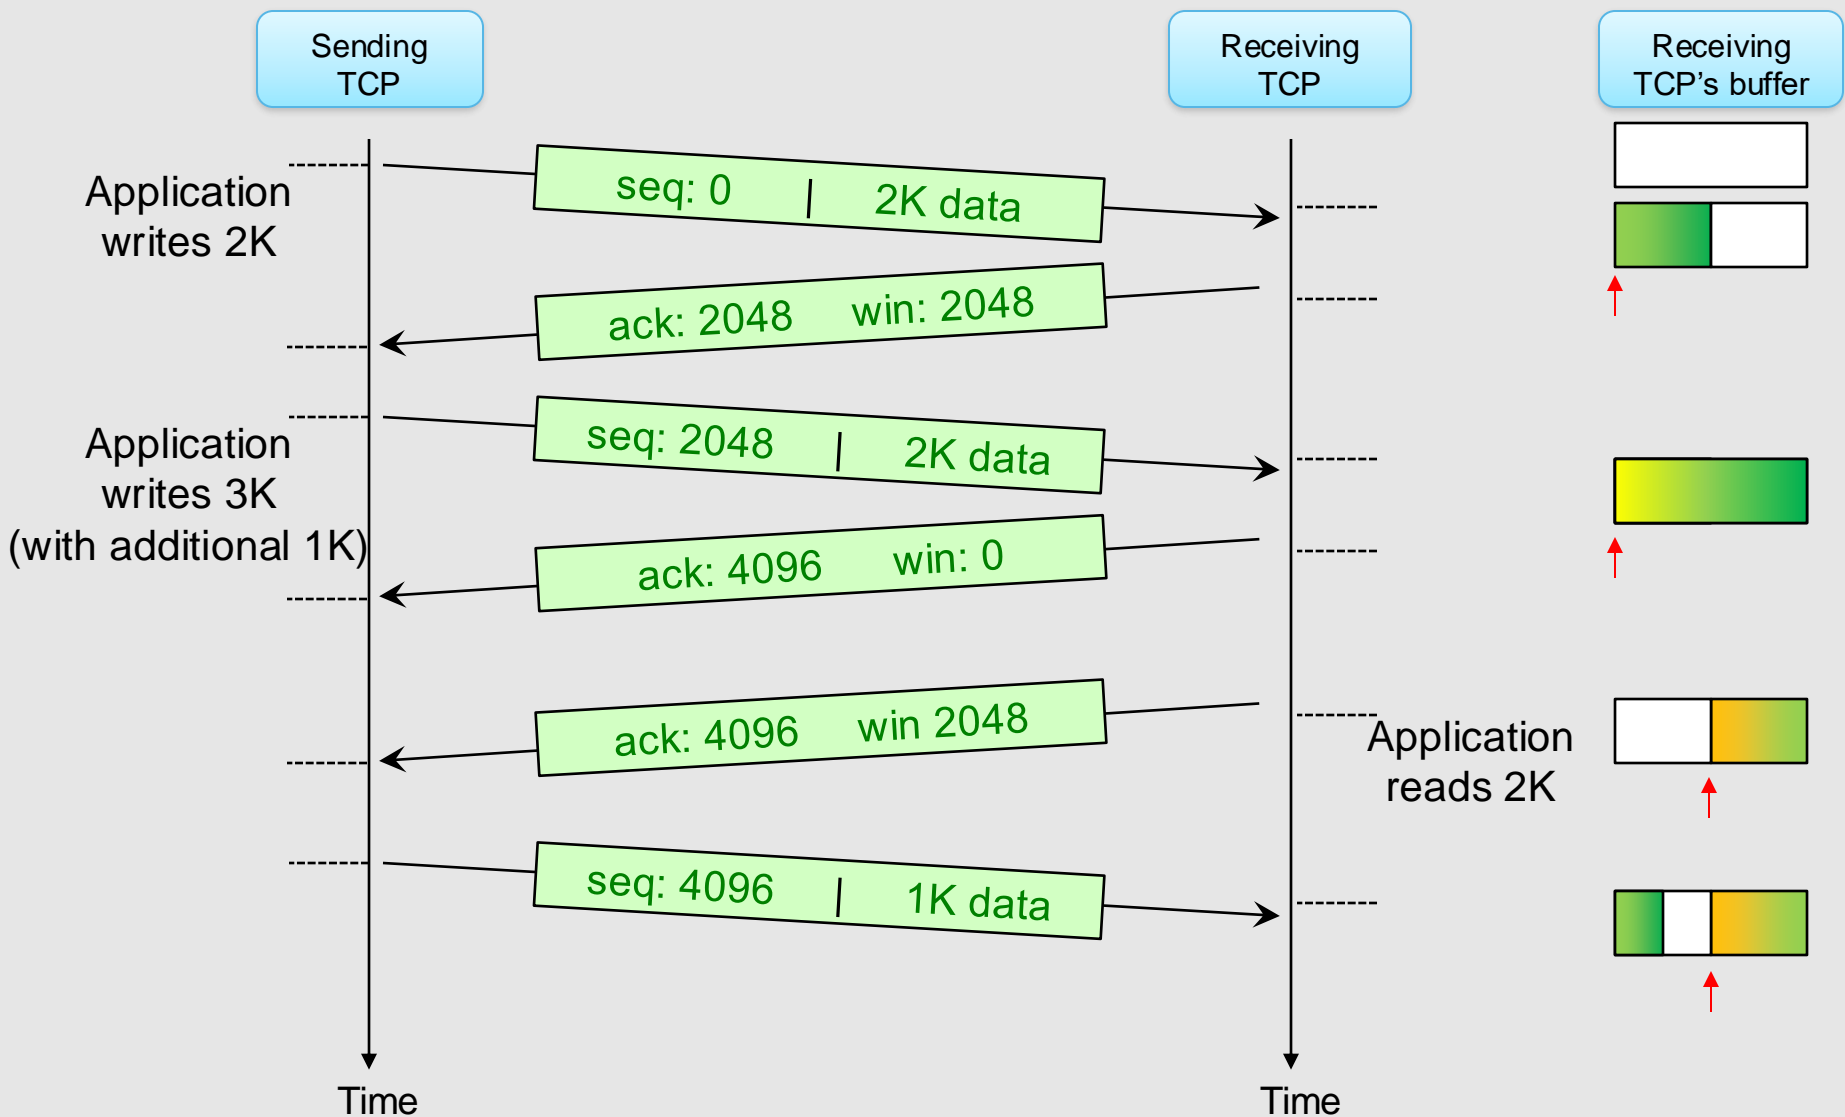 Sending
TCP
Receiving
TCP
Receiving
TCP's buffer
Application
writes 2K
seq: 0 | 2K data
ack: 2048 win: 2048
Application
writes 3K
(with additional 1K)
seq: 2048 | 2K data
ack: 4096 win: 0
ack: 4096 win 2048
Application
reads 2K
seq: 4096 | 1K data
Time
Time